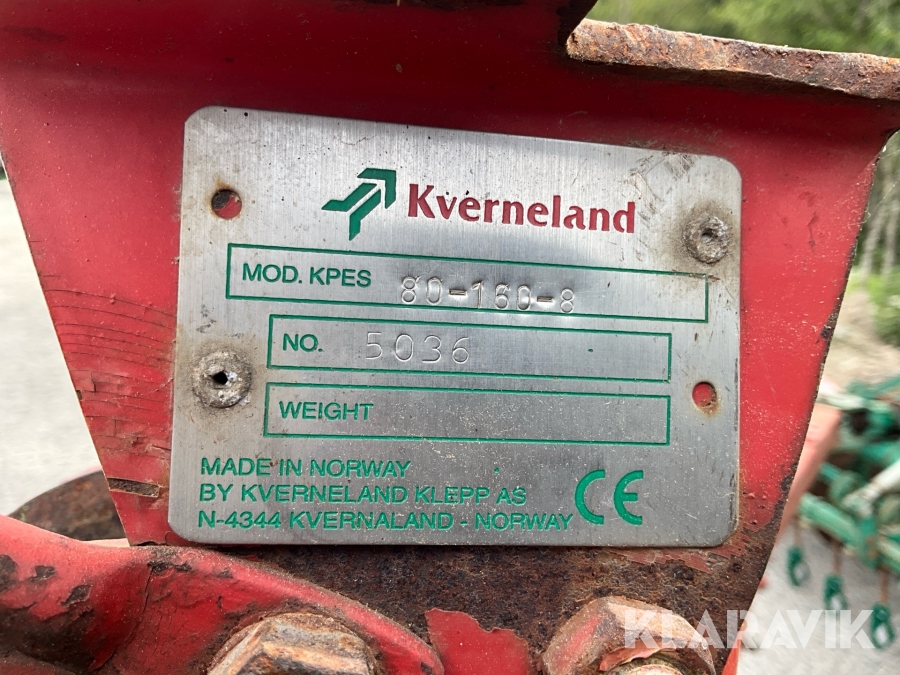 Kverneland
MOD. KPES 80-160-8
NO. 5036
WEIGHT
MADE IN NORWAY
BY KVERNELAND KLEPP AS
N-4344 KVERNALAND - NORWAY
CE
KLARAVIK